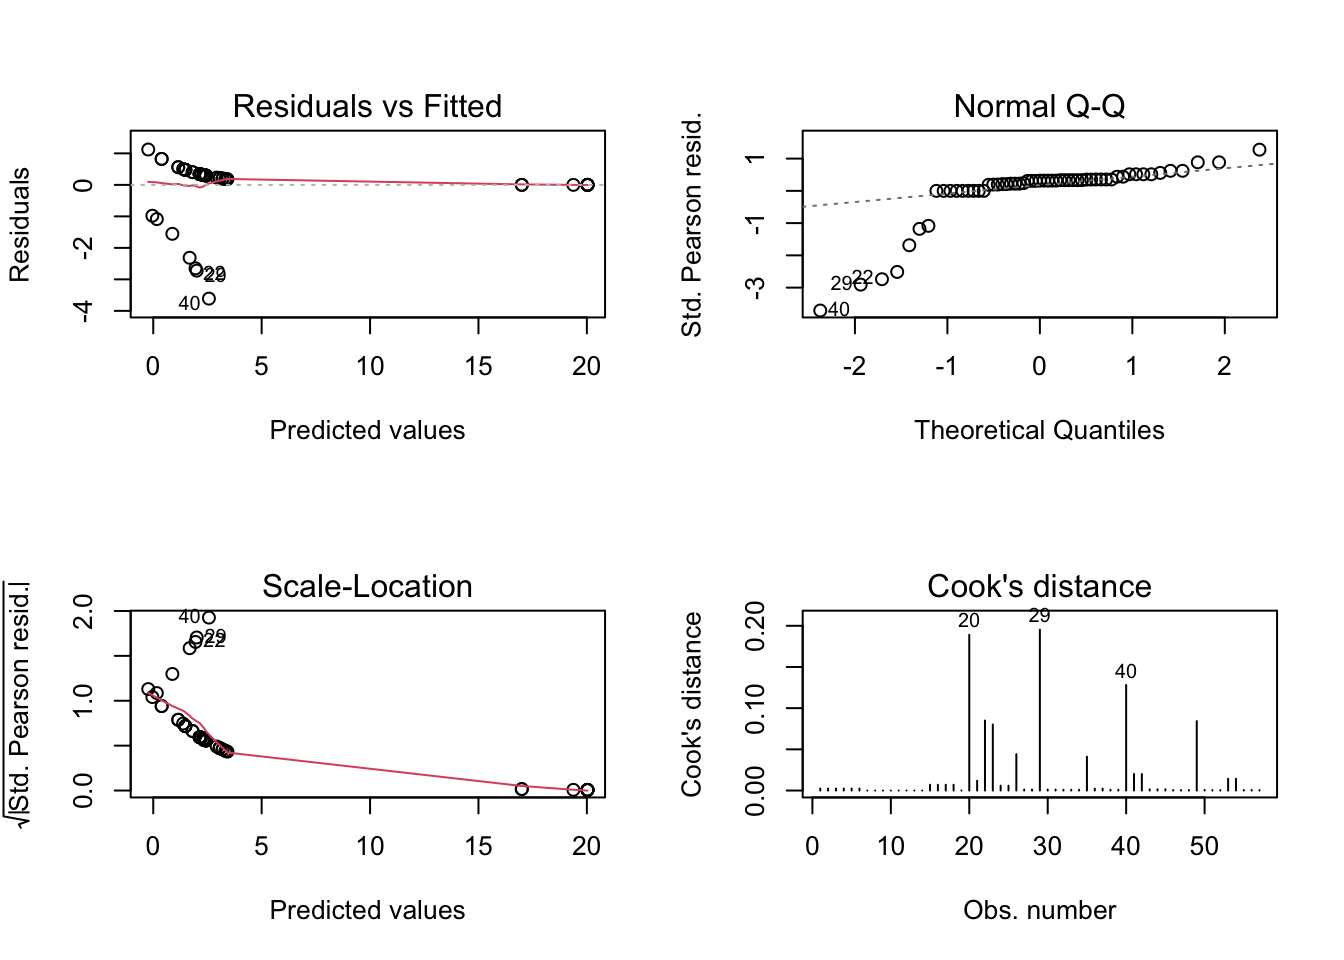 Residuals vs Fitted
Residuals
0
-2
-4
29
22
40
0 5 10 15 20
Predicted values
Normal Q-Q
Std. Pearson resid.
1
-1
-3
29
22
40
-2 -1 0 1 2
Theoretical Quantiles
Scale-Location
√|Std. Pearson resid.|
2.0
1.0
0.0
40
29
22
0 5 10 15 20
Predicted values
Cook's distance
Cook's distance
0.20
0.10
0.00
20
29
40
0 10 20 30 40 50
Obs. number